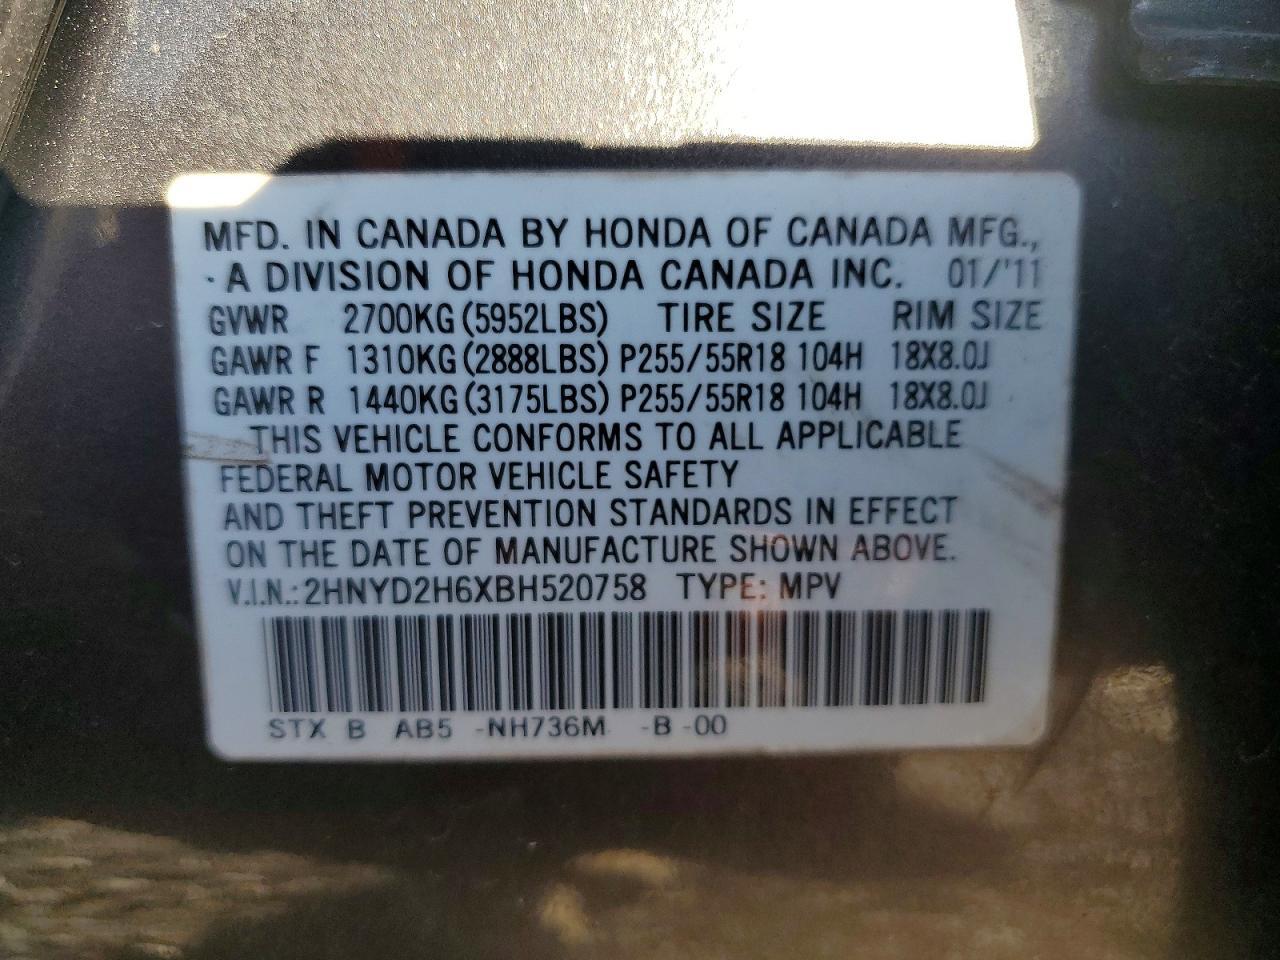 MFD. IN CANADA BY HONDA OF CANADA MFG.,
A DIVISION OF HONDA CANADA INC. 01/'11
GVWR 2700KG(5952LBS) TIRE SIZE RIM SIZE
GAWR F 1310KG(2888LBS) P255/55R18 104H 18X8.0J
GAWR R 1440KG(3175LBS) P255/55R18 104H 18X8.0J
THIS VEHICLE CONFORMS TO ALL APPLICABLE
FEDERAL MOTOR VEHICLE SAFETY
AND THEFT PREVENTION STANDARDS IN EFFECT
ON THE DATE OF MANUFACTURE SHOWN ABOVE.
V.I.N.:2HNYD2H6XBH520758 TYPE: MPV
STX B AB5 -NH736M -B-00